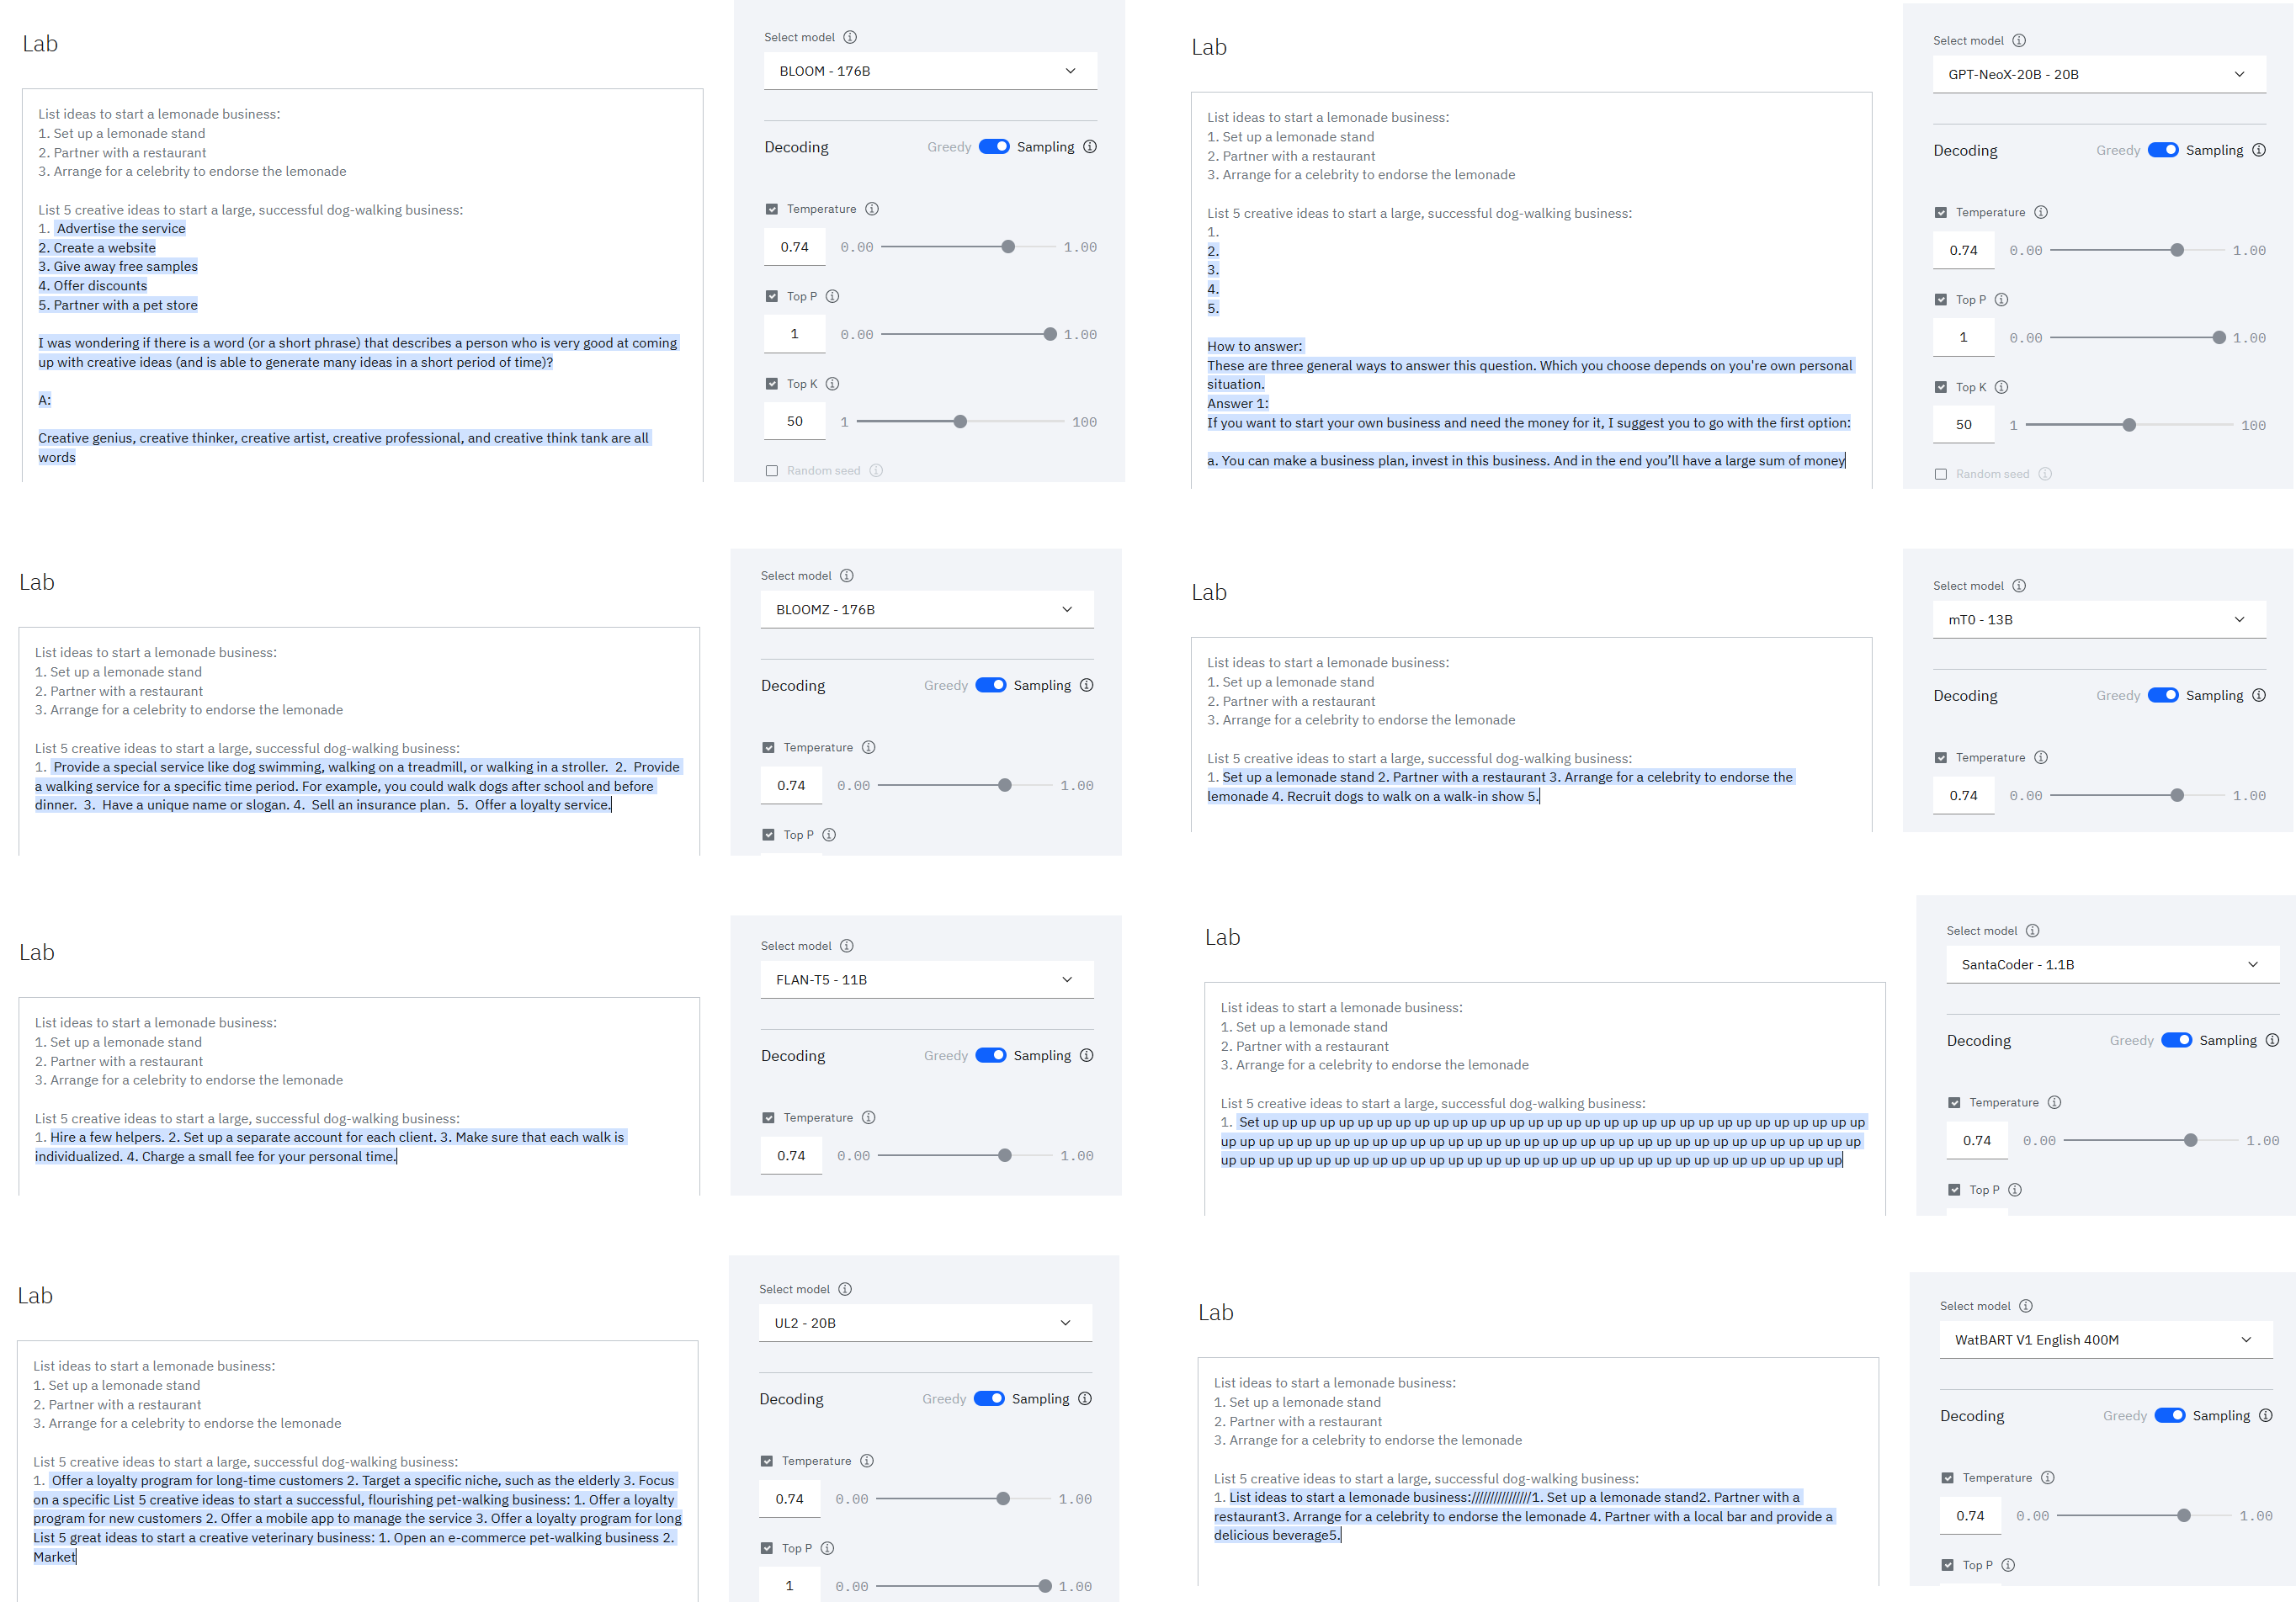 Lab
List ideas to start a lemonade business:
1. Set up a lemonade stand
2. Partner with a restaurant
3. Arrange for a celebrity to endorse the lemonade
List 5 creative ideas to start a large, successful dog-walking business:
1. Advertise the service
2. Create a website
3. Give away free samples
4. Offer discounts
5. Partner with a pet store
I was wondering if there is a word (or a short phrase) that describes a person who is very good at coming
up with creative ideas (and is able to generate many ideas in a short period of time)?
A:
Creative genius, creative thinker, creative artist, creative professional, and creative think tank are all
words
Select model
BLOOM - 176B
Decoding Greedy Sampling
Temperature
0.74 0.00 1.00
Top P
1 0.00 1.00
Top K
50 1 100
Random seed
Lab
List ideas to start a lemonade business:
1. Set up a lemonade stand
2. Partner with a restaurant
3. Arrange for a celebrity to endorse the lemonade
List 5 creative ideas to start a large, successful dog-walking business:
1.
2.
3.
4.
5.
How to answer:
These are three general ways to answer this question. Which you choose depends on you're own personal
situation.
Answer 1:
If you want to start your own business and need the money for it, I suggest you to go with the first option:
a. You can make a business plan, invest in this business. And in the end you’ll have a large sum of money
Select model
GPT-NeoX-20B - 20B
Decoding Greedy Sampling
Temperature
0.74 0.00 1.00
Top P
1 0.00 1.00
Top K
50 1 100
Random seed
Lab
List ideas to start a lemonade business:
1. Set up a lemonade stand
2. Partner with a restaurant
3. Arrange for a celebrity to endorse the lemonade
List 5 creative ideas to start a large, successful dog-walking business:
1. Provide a special service like dog swimming, walking on a treadmill, or walking in a stroller. 2. Provide
a walking service for a specific time period. For example, you could walk dogs after school and before
dinner. 3. Have a unique name or slogan. 4. Sell an insurance plan. 5. Offer a loyalty service.
Select model
BLOOMZ - 176B
Decoding Greedy Sampling
Temperature
0.74 0.00 1.00
Top P
Lab
List ideas to start a lemonade business:
1. Set up a lemonade stand
2. Partner with a restaurant
3. Arrange for a celebrity to endorse the lemonade
List 5 creative ideas to start a large, successful dog-walking business:
1. Set up a lemonade stand 2. Partner with a restaurant 3. Arrange for a celebrity to endorse the
lemonade 4. Recruit dogs to walk on a walk-in show 5.
Select model
mT0 - 13B
Decoding Greedy Sampling
Temperature
0.74 0.00 1.00
Lab
List ideas to start a lemonade business:
1. Set up a lemonade stand
2. Partner with a restaurant
3. Arrange for a celebrity to endorse the lemonade
List 5 creative ideas to start a large, successful dog-walking business:
1. Hire a few helpers. 2. Set up a separate account for each client. 3. Make sure that each walk is
individualized. 4. Charge a small fee for your personal time.
Select model
FLAN-T5 - 11B
Decoding Greedy Sampling
Temperature
0.74 0.00 1.00
Lab
List ideas to start a lemonade business:
1. Set up a lemonade stand
2. Partner with a restaurant
3. Arrange for a celebrity to endorse the lemonade
List 5 creative ideas to start a large, successful dog-walking business:
1. Set up up up up up up up up up up up up up up up up up up up up up up up up up up up up up up up up
up up up up up up up up up up up up up up up up up up up up up up up up up up up up up up up up up up
up up up up up up up up up up up up up up up up up up up up up up up up up up up up up up up up up
Select model
SantaCoder - 1.1B
Decoding Greedy Sampling
Temperature
0.74 0.00 1.00
Top P
Lab
List ideas to start a lemonade business:
1. Set up a lemonade stand
2. Partner with a restaurant
3. Arrange for a celebrity to endorse the lemonade
List 5 creative ideas to start a large, successful dog-walking business:
1. Offer a loyalty program for long-time customers 2. Target a specific niche, such as the elderly 3. Focus
on a specific List 5 creative ideas to start a successful, flourishing pet-walking business: 1. Offer a loyalty
program for new customers 2. Offer a mobile app to manage the service 3. Offer a loyalty program for long
List 5 great ideas to start a creative veterinary business: 1. Open an e-commerce pet-walking business 2.
Market
Select model
UL2 - 20B
Decoding Greedy Sampling
Temperature
0.74 0.00 1.00
Top P
1 0.00 1.00
Lab
List ideas to start a lemonade business:
1. Set up a lemonade stand
2. Partner with a restaurant
3. Arrange for a celebrity to endorse the lemonade
List 5 creative ideas to start a large, successful dog-walking business:
1. List ideas to start a lemonade business:////////////////1. Set up a lemonade stand2. Partner with a
restaurant3. Arrange for a celebrity to endorse the lemonade 4. Partner with a local bar and provide a
delicious beverage5.
Select model
WatBART V1 English 400M
Decoding Greedy Sampling
Temperature
0.74 0.00 1.00
Top P